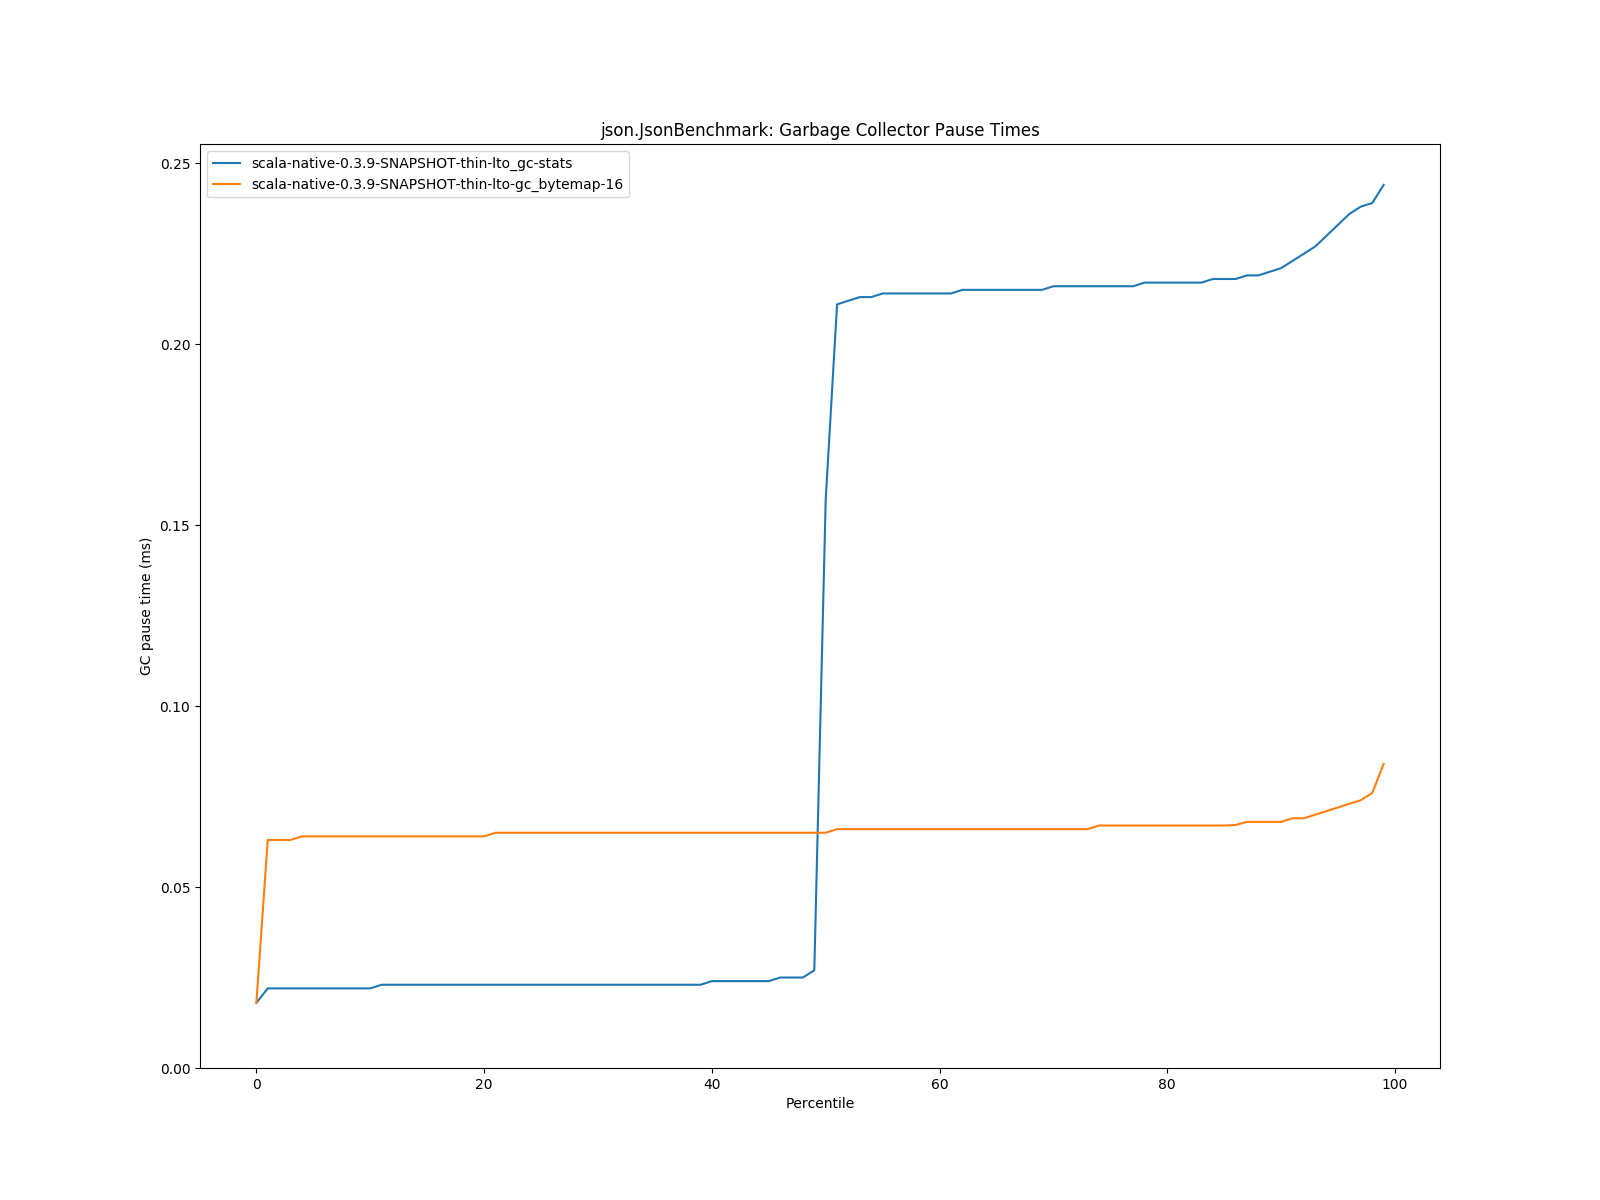 json.JsonBenchmark: Garbage Collector Pause Times
scala-native-0.3.9-SNAPSHOT-thin-lto_gc-stats
scala-native-0.3.9-SNAPSHOT-thin-lto-gc_bytemap-16
GC pause time (ms)
0.25
0.20
0.15
0.10
0.05
0.00
0 20 40 60 80 100
Percentile